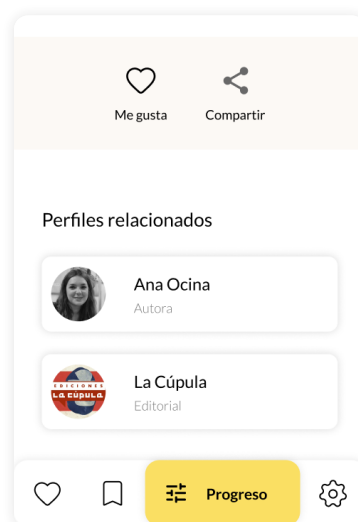 Me gusta
Compartir
Perfiles relacionados
Ana Ocina
Autora
EDICIONES
LA CÚPULA
La Cúpula
Editorial
Progreso